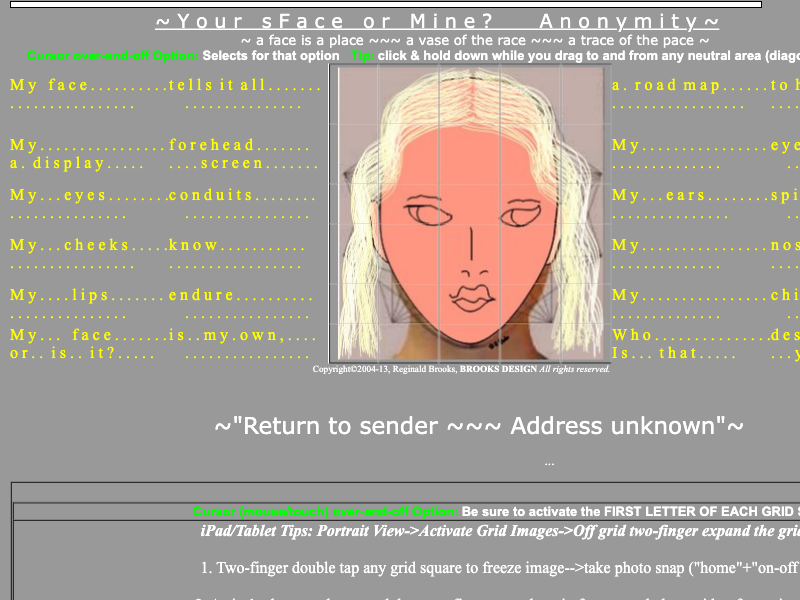 ~Your sFace or Mine? Anonymity~
~ a face is a place ~~~ a vase of the race ~~~ a trace of the pace ~
Cursor over-and-off Option: Selects for that option Tip: click & hold down while you drag to and from any neutral area (diago
My face..........tells it all.......
My................forehead.......
a. display..... ....screen.......
My...eyes........conduits........
My...cheeks.....know...........
My....lips.......endure..........
My... face.......is..my.own,....
or.. is.. it?.....
a. road map......to h
My................eye
My...ears........spi
My................nos
My................chi
Who..............des
Is... that..... ...y
Copyright©2004-13, Reginald Brooks, BROOKS DESIGN All rights reserved.
~"Return to sender ~~~ Address unknown"~
...
Cursor (mouse/touch) over-and-off Option: Be sure to activate the FIRST LETTER OF EACH GRID S
iPad/Tablet Tips: Portrait View->Activate Grid Images->Off grid two-finger expand the grid
1. Two-finger double tap any grid square to freeze image-->take photo snap ("home"+"on-off